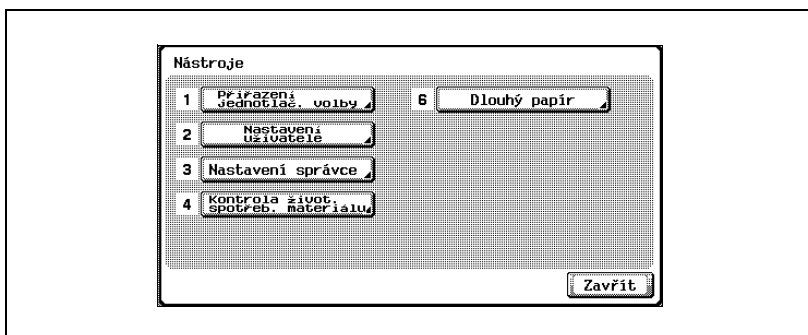 Nástroje
1 Přiřazení
jednotlač. volby
2 Nastavení
uživatele
3 Nastavení správce
4 Kontrola život.
spotřeb. materiálu
6 Dlouhý papír
Zavřít